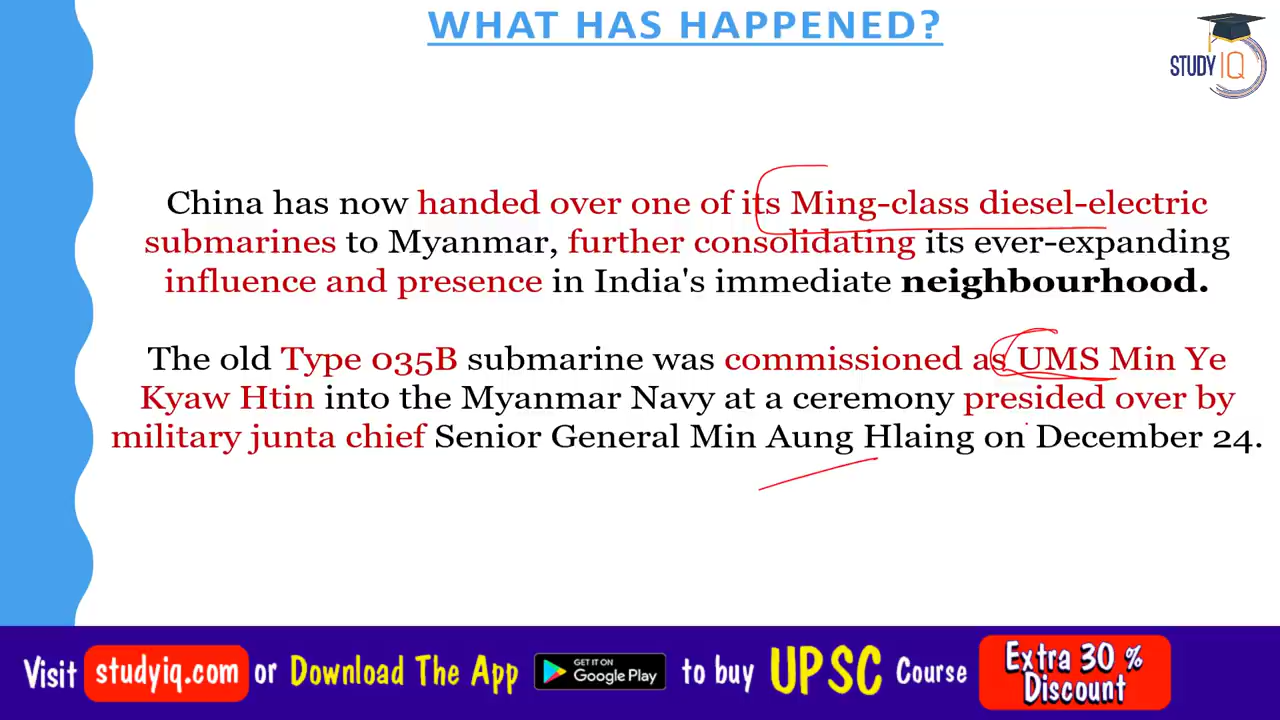 WHAT HAS HAPPENED?
STUDY IQ
China has now handed over one of its Ming-class diesel-electric
submarines to Myanmar, further consolidating its ever-expanding
influence and presence in India's immediate neighbourhood.
The old Type 035B submarine was commissioned as UMS Min Ye
Kyaw Htin into the Myanmar Navy at a ceremony presided over by
military junta chief Senior General Min Aung Hlaing on December 24.
Visit studyiq.com or Download The App GET IT ON Google Play to buy UPSC Course Extra 30 % Discount